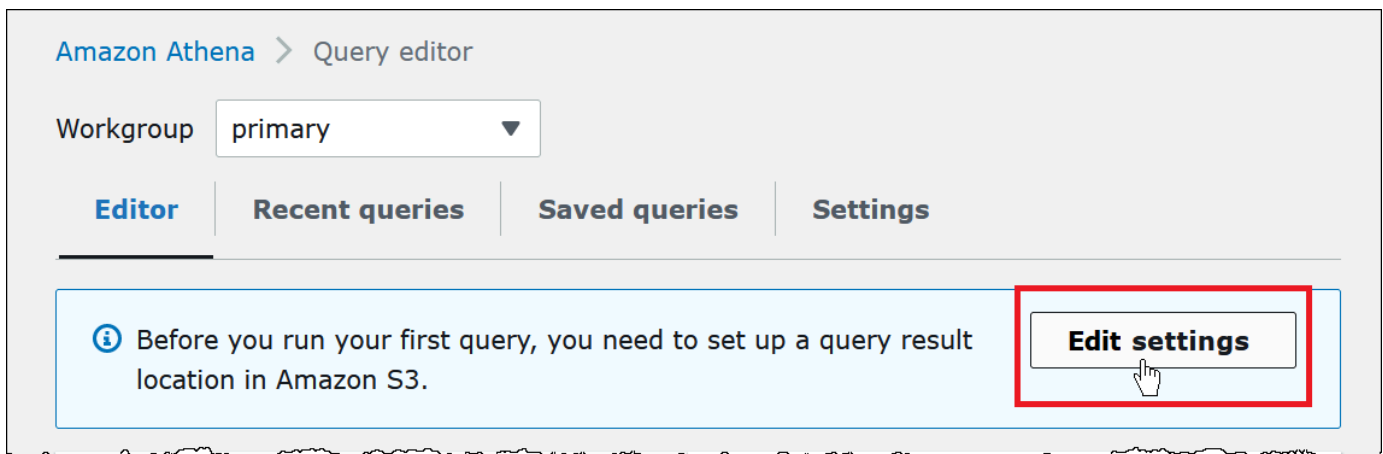 Amazon Athena > Query editor
Workgroup primary
Editor Recent queries Saved queries Settings
Before you run your first query, you need to set up a query result
location in Amazon S3.
Edit settings